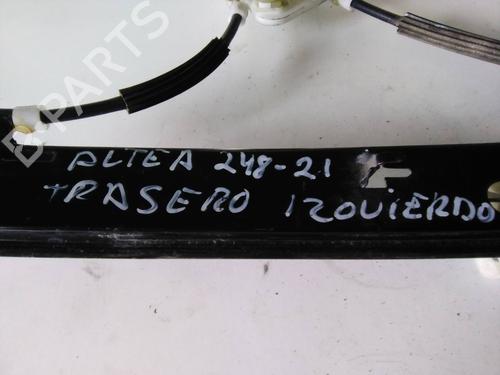 B-PARTS
ALTEA 248-21
TRASERO IZQUIERDO